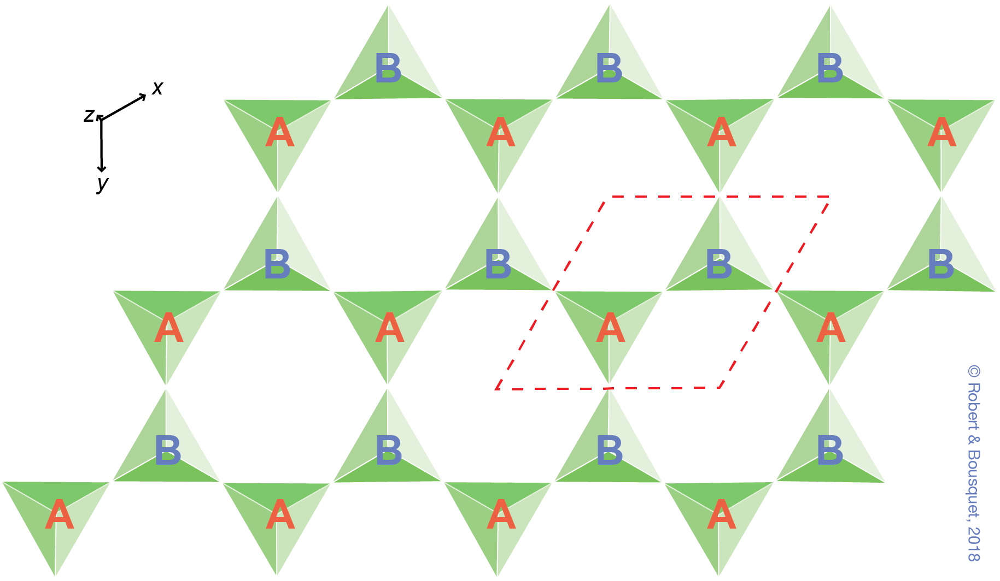 B B B
x
z
A A A A
y
B B B B
A A A A
B B B B
A A A A
© Robert & Bousquet, 2018